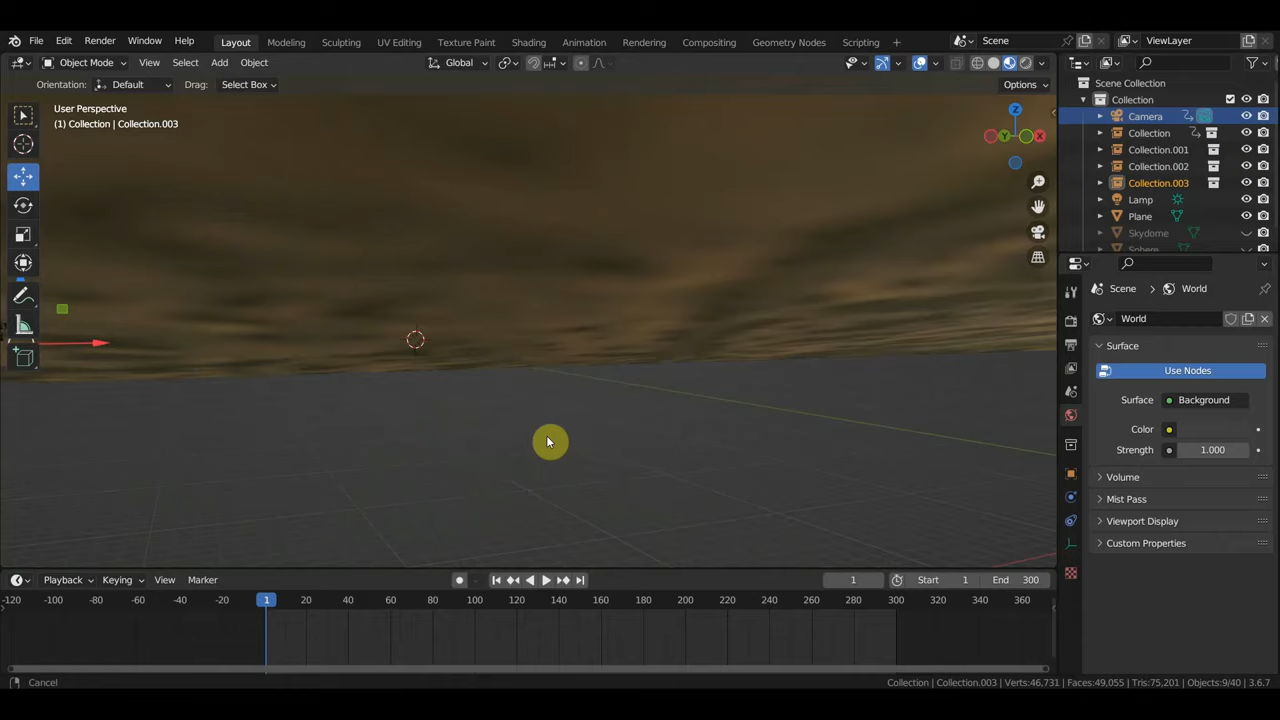 File Edit Render Window Help Layout Modeling Sculpting UV Editing Texture Paint Shading Animation Rendering Compositing Geometry Nodes Scripting + Scene ViewLayer
Object Mode View Select Add Object Global
Orientation: Default Drag: Select Box Options
User Perspective
(1) Collection | Collection.003
Z
Y
X
Scene Collection
Collection
Camera
Collection
Collection.001
Collection.002
Collection.003
Lamp
Plane
Skydome
Sphere
Scene World
World
Surface
Use Nodes
Surface Background
Color
Strength 1.000
Volume
Mist Pass
Viewport Display
Custom Properties
Playback Keying View Marker 1 Start 1 End 300
-120 -100 -80 -60 -40 -20 1 20 40 60 80 100 120 140 160 180 200 220 240 260 280 300 320 340 360
Cancel Collection | Collection.003 | Verts:46,731 | Faces:49,055 | Tris:75,201 | Objects:9/40 | 3.6.7